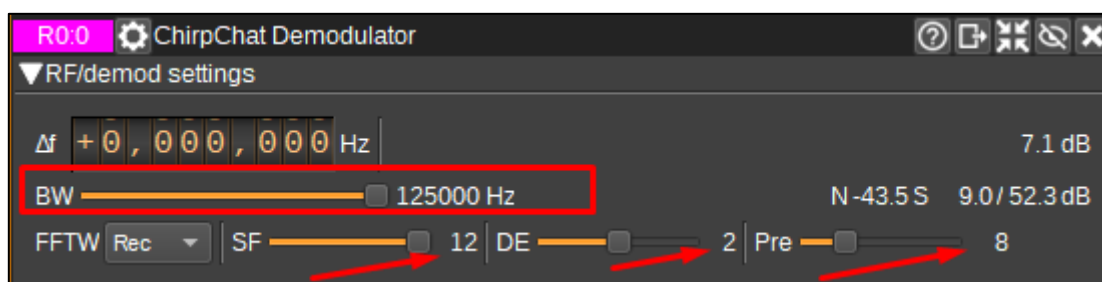 R0:0 ChirpChat Demodulator
RF/demod settings
Δf +0,000,000 Hz 7.1 dB
BW 125000 Hz N -43.5 S 9.0 / 52.3 dB
FFTW Rec SF 12 DE 2 Pre 8